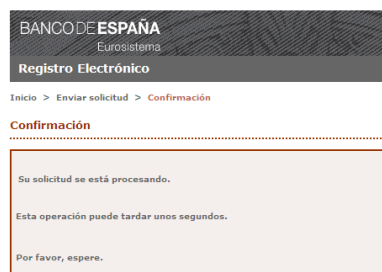 BANCO DE ESPAÑA
Eurosistema
Registro Electrónico
Inicio > Enviar solicitud > Confirmación
Confirmación
Su solicitud se está procesando.
Esta operación puede tardar unos segundos.
Por favor, espere.